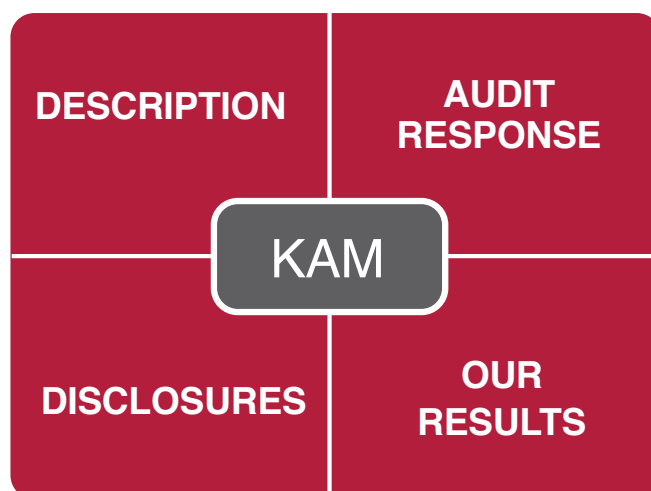 DESCRIPTION
AUDIT
RESPONSE
KAM
DISCLOSURES
OUR
RESULTS